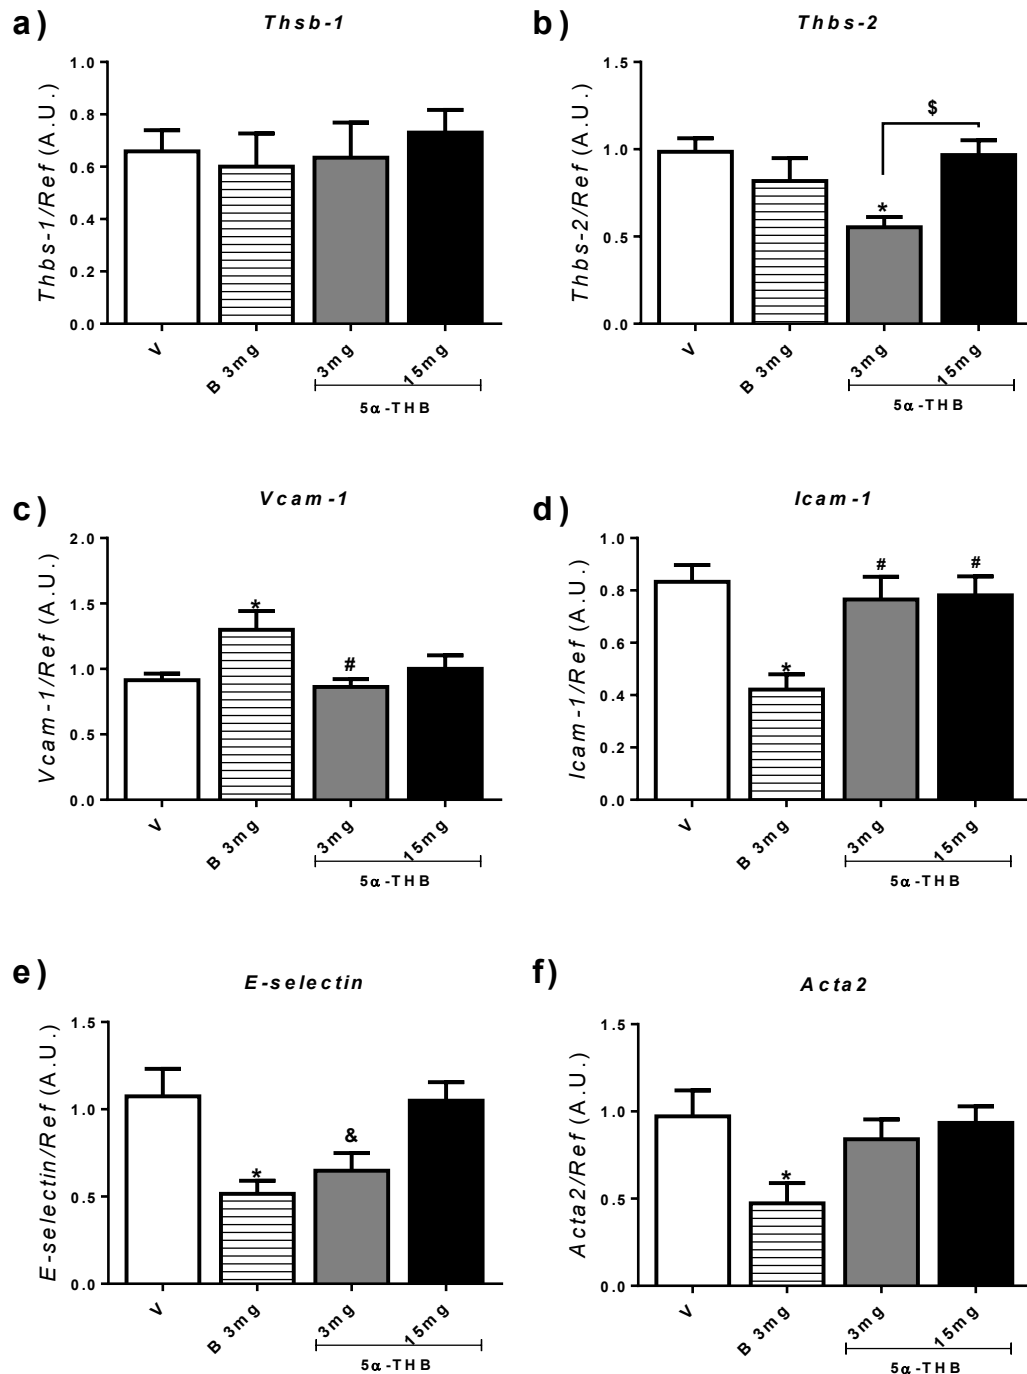 a)
Thsb-1
Thbs-1/Ref (A.U.)
1.0
0.8
0.6
0.4
0.2
0.0
V
B 3mg
3mg
15mg
5α-THB
b)
Thbs-2
Thbs-2/Ref (A.U.)
1.5
1.0
0.5
0.0
*
$
V
B 3mg
3mg
15mg
5α-THB
c)
Vcam-1
Vcam-1/Ref (A.U.)
2.0
1.5
1.0
0.5
0.0
*
#
V
B 3mg
3mg
15mg
5α-THB
d)
Icam-1
Icam-1/Ref (A.U.)
1.0
0.8
0.6
0.4
0.2
0.0
*
#
#
V
B 3mg
3mg
15mg
5α-THB
e)
E-selectin
E-selectin/Ref (A.U.)
1.5
1.0
0.5
0.0
*
&
V
B 3mg
3mg
15mg
5α-THB
f)
Acta2
Acta2/Ref (A.U.)
1.5
1.0
0.5
0.0
*
V
B 3mg
3mg
15mg
5α-THB